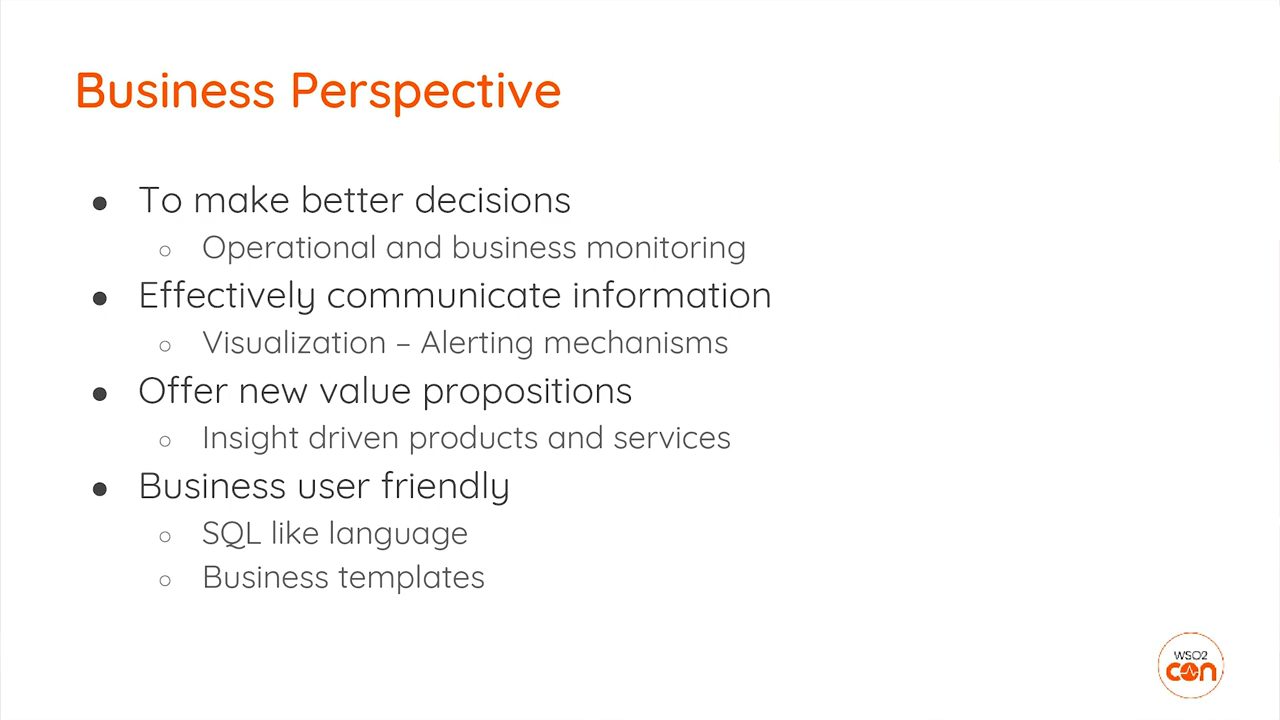 Business Perspective
● To make better decisions
○ Operational and business monitoring
● Effectively communicate information
○ Visualization – Alerting mechanisms
● Offer new value propositions
○ Insight driven products and services
● Business user friendly
○ SQL like language
○ Business templates
WSO2
con